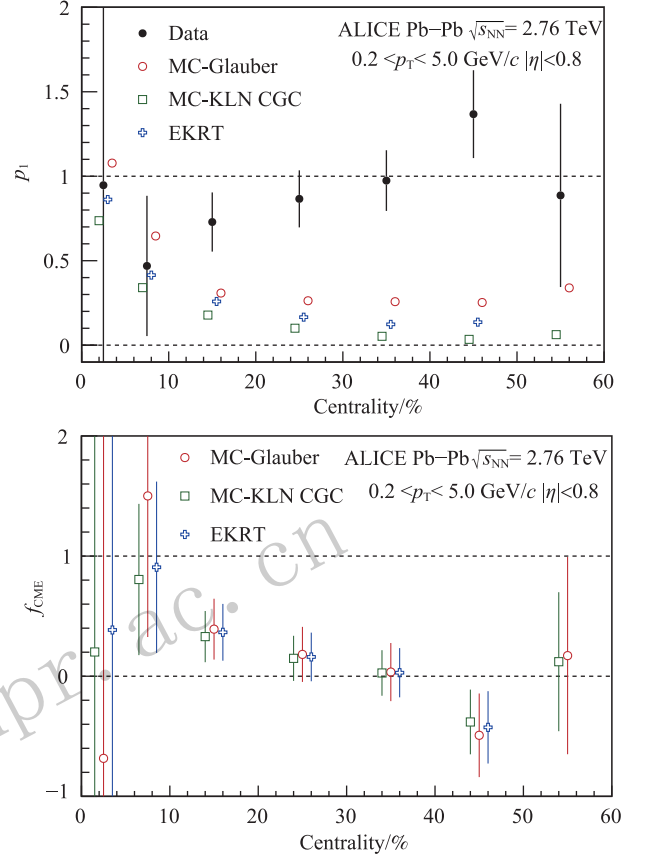 2
1.5
1
0.5
0
p₁
Data
MC-Glauber
MC-KLN CGC
EKRT
ALICE Pb−Pb √sNN = 2.76 TeV
0.2 <pT< 5.0 GeV/c |η|<0.8
0 10 20 30 40 50 60
Centrality/%
2
1
0
−1
fCME
MC-Glauber
MC-KLN CGC
EKRT
ALICE Pb−Pb √sNN = 2.76 TeV
0.2 <pT< 5.0 GeV/c |η|<0.8
0 10 20 30 40 50 60
Centrality/%
npr.ac.cn